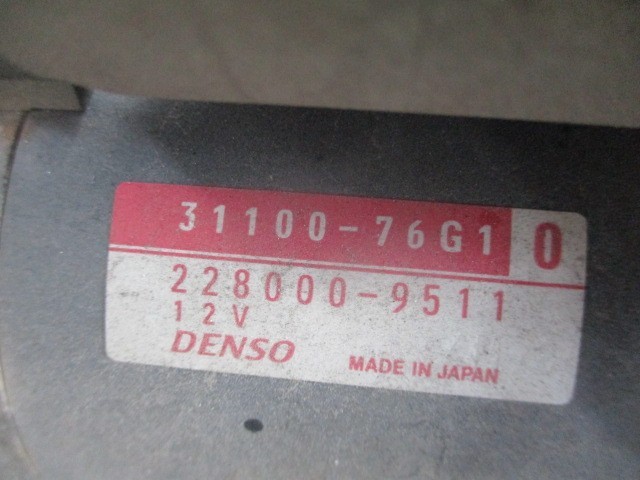 31100-76G1 0
228000-9511
12V
DENSO
MADE IN JAPAN